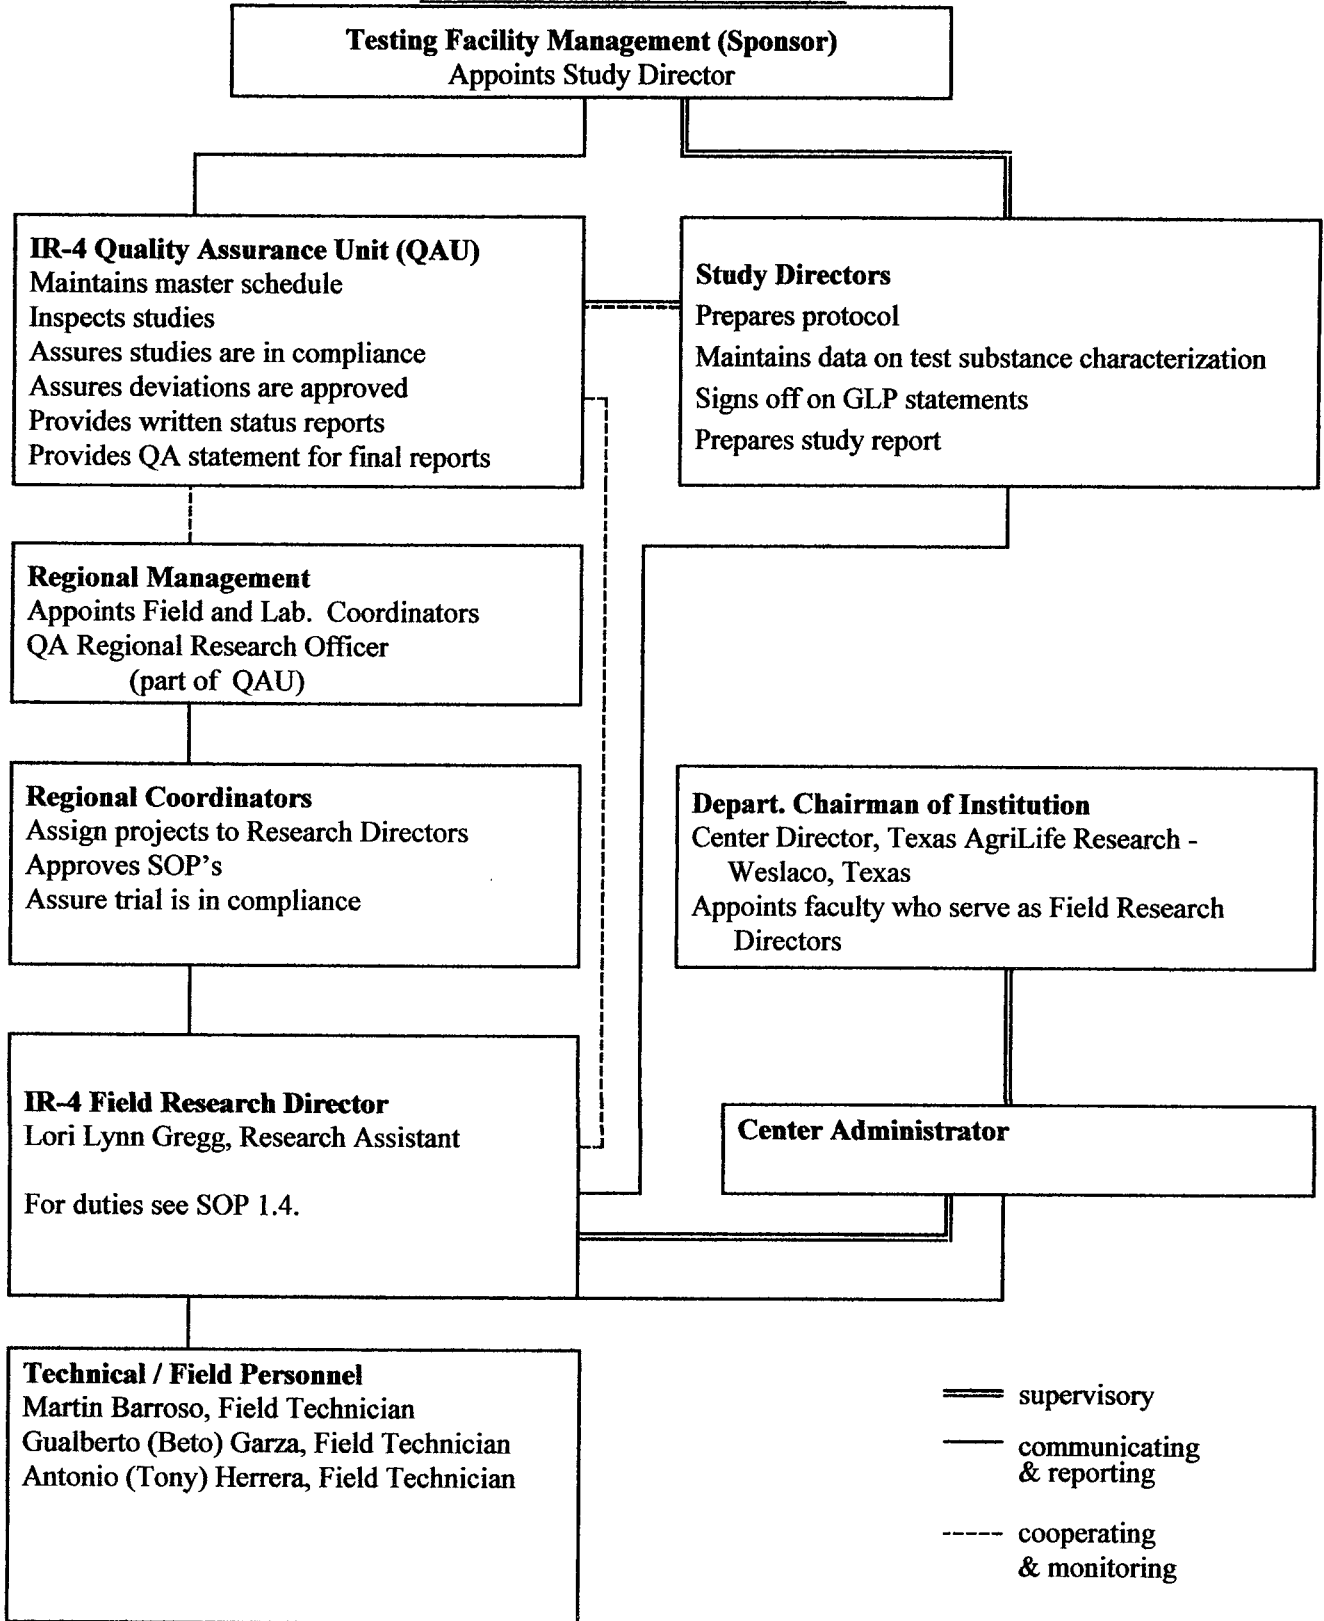 Testing Facility Management (Sponsor)
Appoints Study Director
IR-4 Quality Assurance Unit (QAU)
Maintains master schedule
Inspects studies
Assures studies are in compliance
Assures deviations are approved
Provides written status reports
Provides QA statement for final reports
Study Directors
Prepares protocol
Maintains data on test substance characterization
Signs off on GLP statements
Prepares study report
Regional Management
Appoints Field and Lab. Coordinators
QA Regional Research Officer
(part of QAU)
Regional Coordinators
Assign projects to Research Directors
Approves SOP's
Assure trial is in compliance
Depart. Chairman of Institution
Center Director, Texas AgriLife Research -
Weslaco, Texas
Appoints faculty who serve as Field Research
Directors
IR-4 Field Research Director
Lori Lynn Gregg, Research Assistant
For duties see SOP 1.4.
Center Administrator
Technical / Field Personnel
Martin Barroso, Field Technician
Gualberto (Beto) Garza, Field Technician
Antonio (Tony) Herrera, Field Technician
supervisory
communicating
& reporting
cooperating
& monitoring